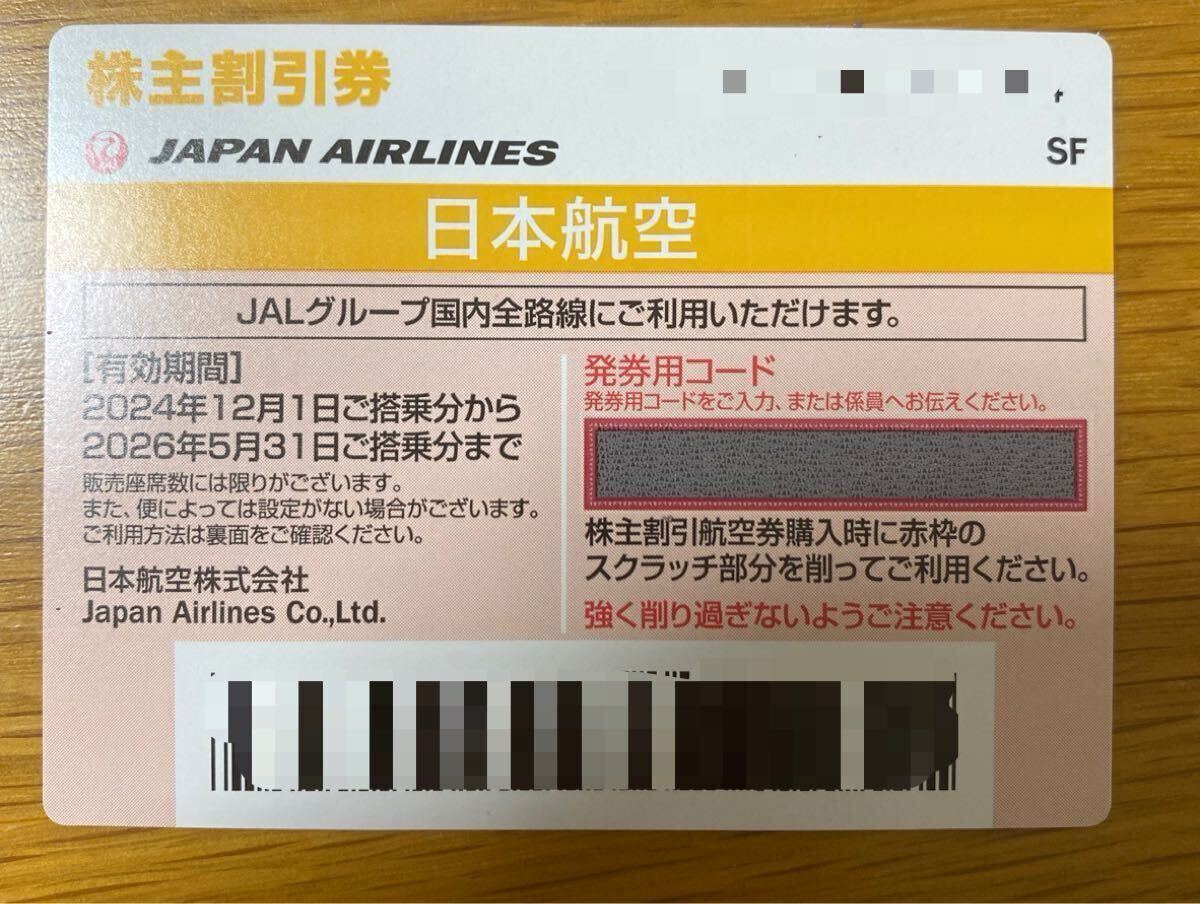 株主割引券
JAPAN AIRLINES
SF
日本航空
JALグループ国内全路線にご利用いただけます。
[有効期間]
2024年12月1日ご搭乗分から
2026年5月31日ご搭乗分まで
販売座席数には限りがございます。
また、便によっては設定がない場合がございます。
ご利用方法は裏面をご確認ください。
日本航空株式会社
Japan Airlines Co.,Ltd.
発券用コード
発券用コードをご入力、または係員へお伝えください。
株主割引航空券購入時に赤枠の
スクラッチ部分を削ってご利用ください。
強く削り過ぎないようご注意ください。